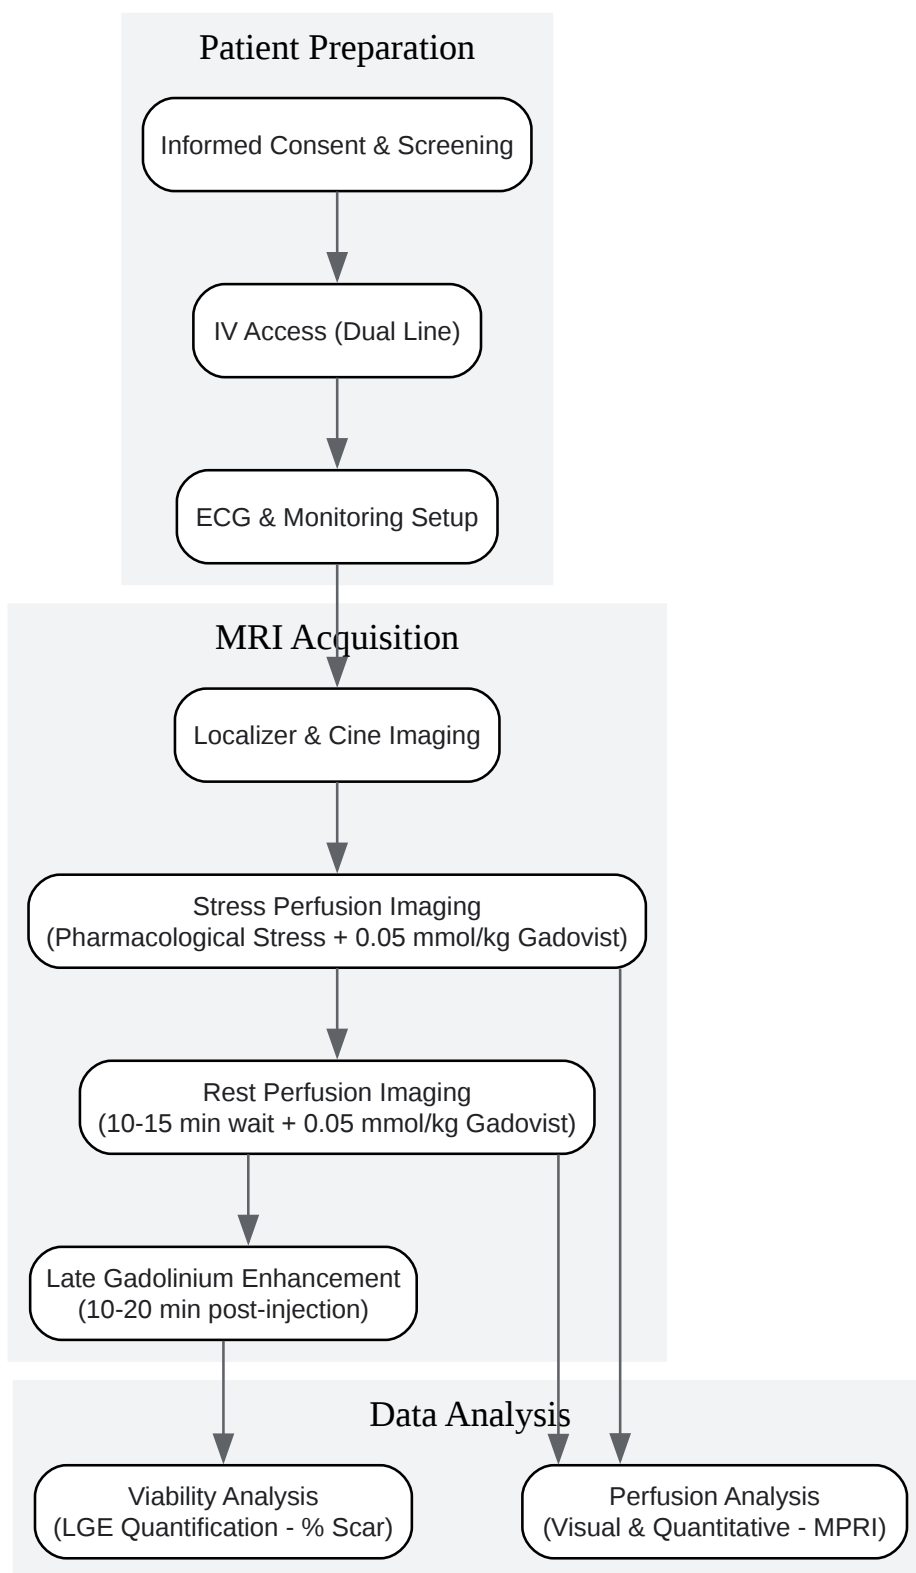 Patient Preparation
Informed Consent & Screening
IV Access (Dual Line)
ECG & Monitoring Setup
MRI Acquisition
Localizer & Cine Imaging
Stress Perfusion Imaging
(Pharmacological Stress + 0.05 mmol/kg Gadovist)
Rest Perfusion Imaging
(10-15 min wait + 0.05 mmol/kg Gadovist)
Late Gadolinium Enhancement
(10-20 min post-injection)
Data Analysis
Viability Analysis
(LGE Quantification - % Scar)
Perfusion Analysis
(Visual & Quantitative - MPRI)